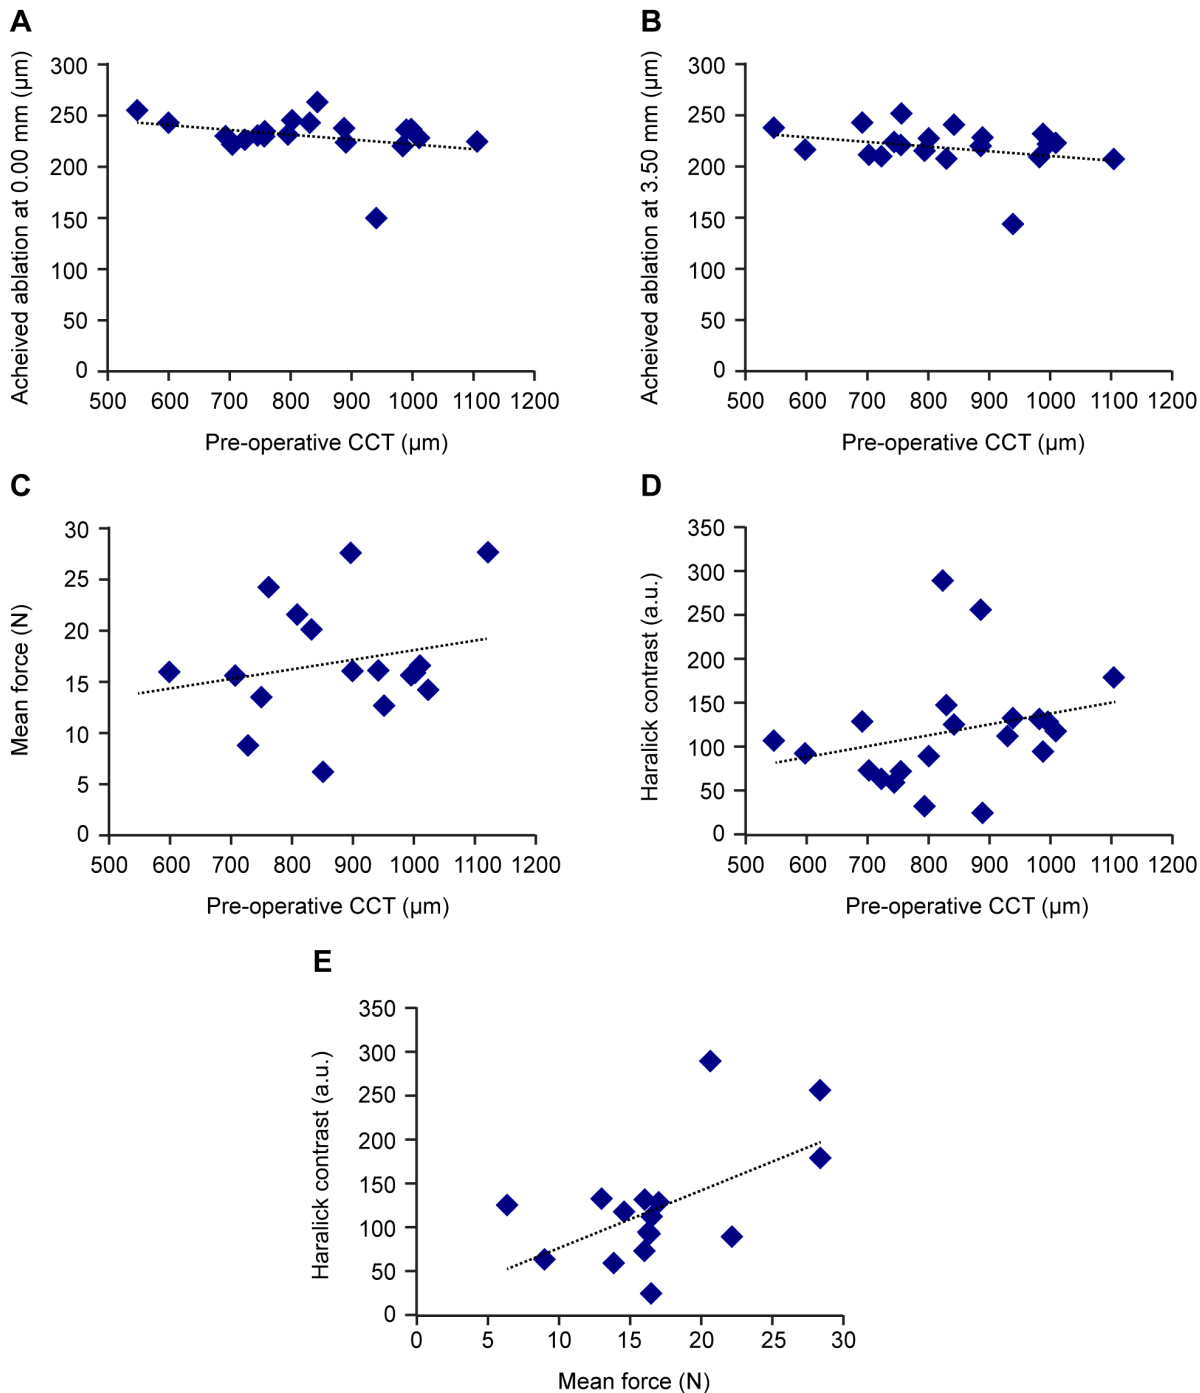 A
Acheived ablation at 0.00 mm (µm)
300
250
200
150
100
50
0
500 600 700 800 900 1000 1100 1200
Pre-operative CCT (µm)
B
Acheived ablation at 3.50 mm (µm)
300
250
200
150
100
50
0
500 600 700 800 900 1000 1100 1200
Pre-operative CCT (µm)
C
Mean force (N)
30
25
20
15
10
5
0
500 600 700 800 900 1000 1100 1200
Pre-operative CCT (µm)
D
Haralick contrast (a.u.)
350
300
250
200
150
100
50
0
500 600 700 800 900 1000 1100 1200
Pre-operative CCT (µm)
E
Haralick contrast (a.u.)
350
300
250
200
150
100
50
0
0 5 10 15 20 25 30
Mean force (N)